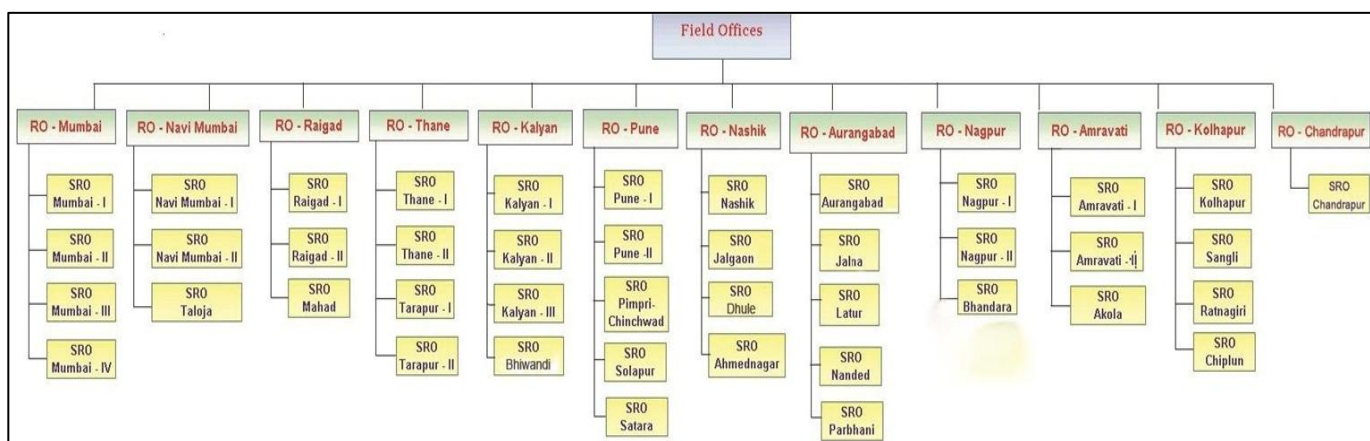 Field Offices
RO - Mumbai
SRO
Mumbai - I
SRO
Mumbai - II
SRO
Mumbai - III
SRO
Mumbai - IV
RO - Navi Mumbai
SRO
Navi Mumbai - I
SRO
Navi Mumbai - II
SRO
Taloja
RO - Raigad
SRO
Raigad - I
SRO
Raigad - II
SRO
Mahad
RO - Thane
SRO
Thane - I
SRO
Thane - II
SRO
Tarapur - I
SRO
Tarapur - II
RO - Kalyan
SRO
Kalyan - I
SRO
Kalyan - II
SRO
Kalyan - III
SRO
Bhiwandi
RO - Pune
SRO
Pune - I
SRO
Pune -II
SRO
Pimpri-
Chinchwad
SRO
Solapur
SRO
Satara
RO - Nashik
SRO
Nashik
SRO
Jalgaon
SRO
Dhule
SRO
Ahmednagar
RO - Aurangabad
SRO
Aurangabad
SRO
Jalna
SRO
Latur
SRO
Nanded
SRO
Parbhani
RO - Nagpur
SRO
Nagpur - I
SRO
Nagpur - II
SRO
Bhandara
RO - Amravati
SRO
Amravati - I
SRO
Amravati - II
SRO
Akola
RO - Kolhapur
SRO
Kolhapur
SRO
Sangli
SRO
Ratnagiri
SRO
Chiplun
RO - Chandrapur
SRO
Chandrapur